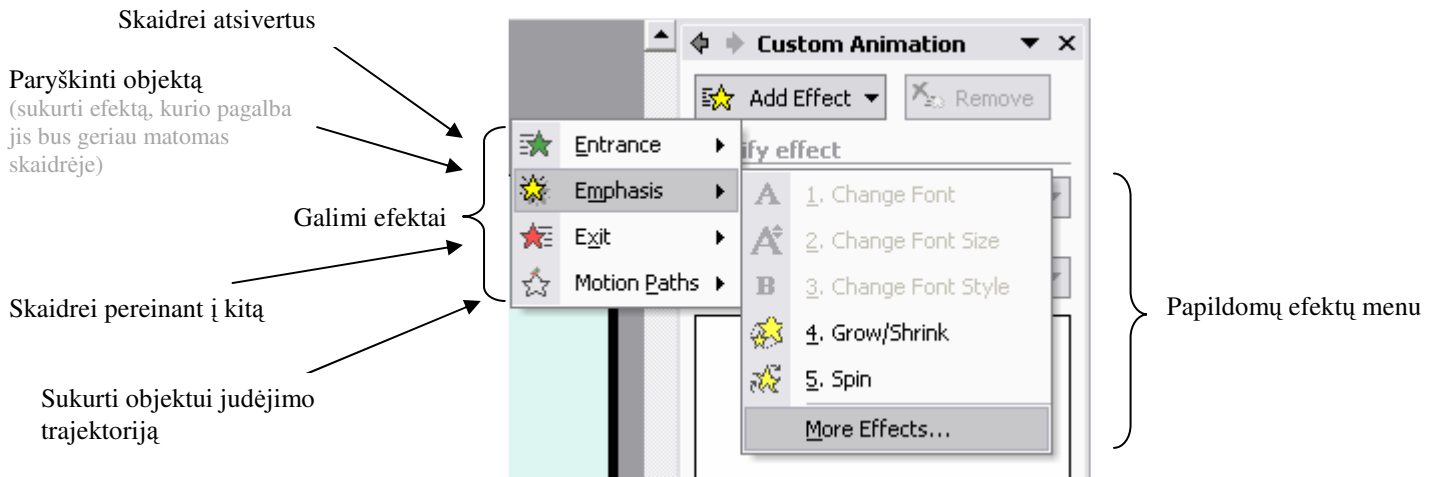 Skaidrei atsivertus
Paryškinti objektą
(sukurti efektą, kurio pagalba
jis bus geriau matomas
skaidrėje)
Galimi efektai
Skaidrei pereinant į kitą
Sukurti objektui judėjimo
trajektoriją
Custom Animation
Add Effect
Remove
ify effect
Entrance
Emphasis
Exit
Motion Paths
1. Change Font
2. Change Font Size
3. Change Font Style
4. Grow/Shrink
5. Spin
More Effects...
Papildomų efektų menu